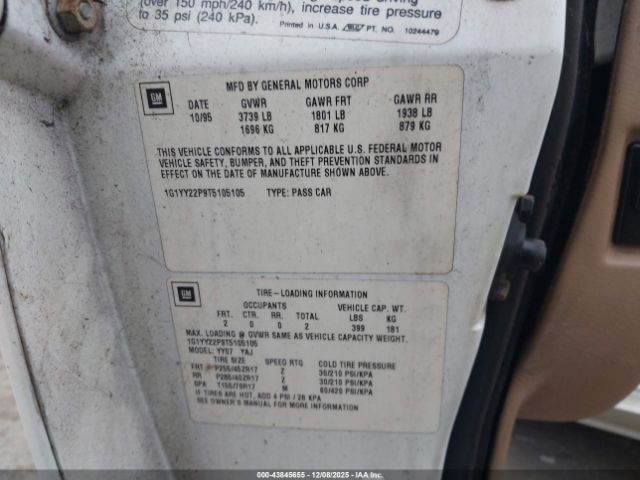 (over 150 mph/240 km/h), increase tire pressure
to 35 psi (240 kPa).
Printed in U.S.A. PT. NO. 10244479
GM
MFD BY GENERAL MOTORS CORP
DATE GVWR GAWR FRT GAWR RR
10/95 3739 LB 1801 LB 1938 LB
1696 KG 817 KG 879 KG
THIS VEHICLE CONFORMS TO ALL APPLICABLE U.S. FEDERAL MOTOR
VEHICLE SAFETY, BUMPER, AND THEFT PREVENTION STANDARDS IN
EFFECT ON THE DATE OF MANUFACTURE SHOWN ABOVE.
1G1YY22P9T5105105 TYPE: PASS CAR
GM
TIRE-LOADING INFORMATION
OCCUPANTS VEHICLE CAP. WT.
FRT. CTR. RR. TOTAL LBS KG
2 0 0 2 399 181
MAX. LOADING @ GVWR SAME AS VEHICLE CAPACITY WEIGHT.
1G1YY22P9T5105105
MODEL: YY07 YAJ
TIRE SIZE SPEED RTG COLD TIRE PRESSURE
FRT P255/45ZR17 Z 30/210 PSI/KPA
RR P285/40ZR17 Z 30/210 PSI/KPA
SPA T155/70R17 M 60/420 PSI/KPA
IF TIRES ARE HOT, ADD 4 PSI / 28 KPA
SEE OWNER'S MANUAL FOR MORE INFORMATION
00-43845655 12/08/2025 Copyright © IAA, LLC